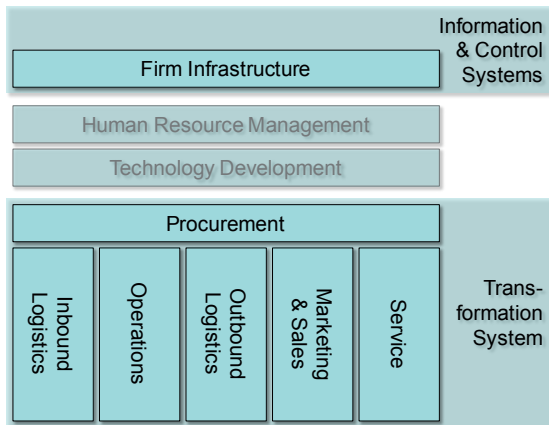 Information
& Control
Systems
Firm Infrastructure
Human Resource Management
Technology Development
Procurement
Inbound
Logistics
Operations
Outbound
Logistics
Marketing
& Sales
Service
Trans-
formation
System